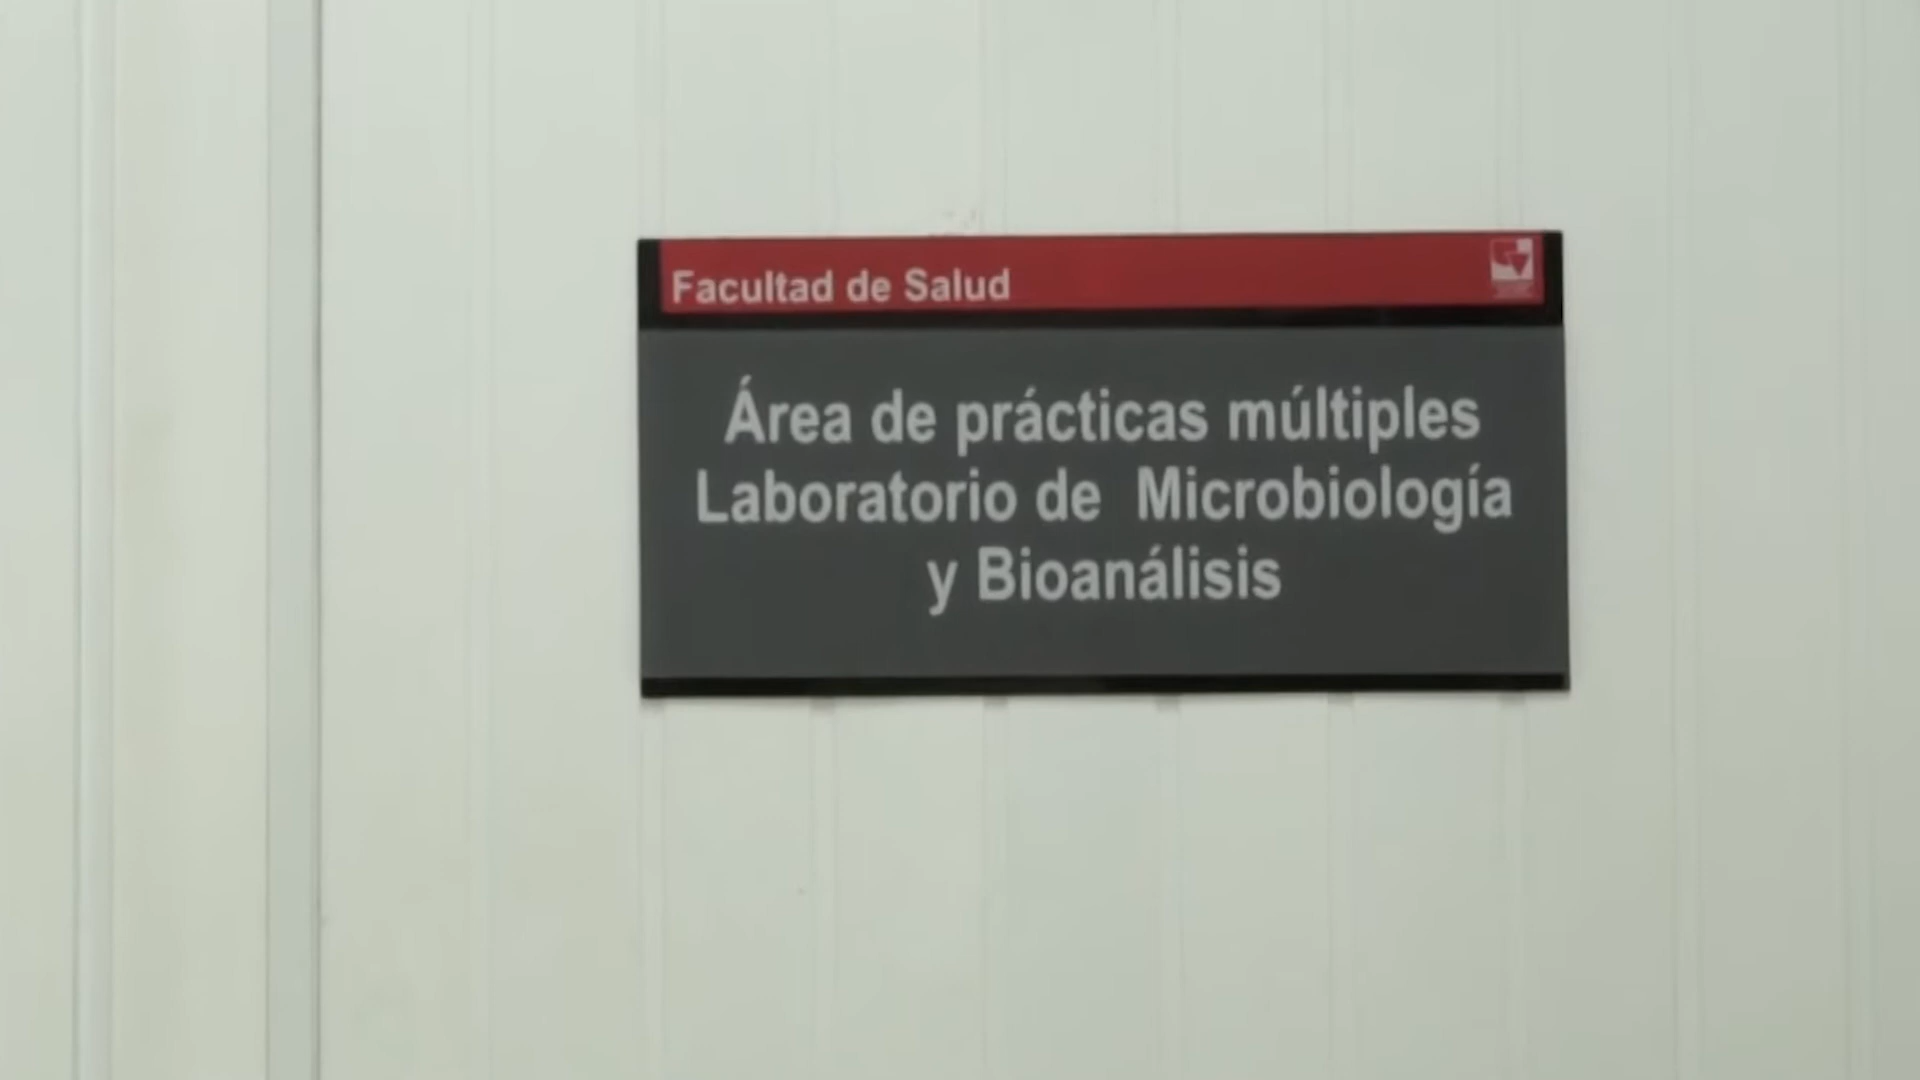 Facultad de Salud
Área de prácticas múltiples
Laboratorio de Microbiología
y Bioanálisis